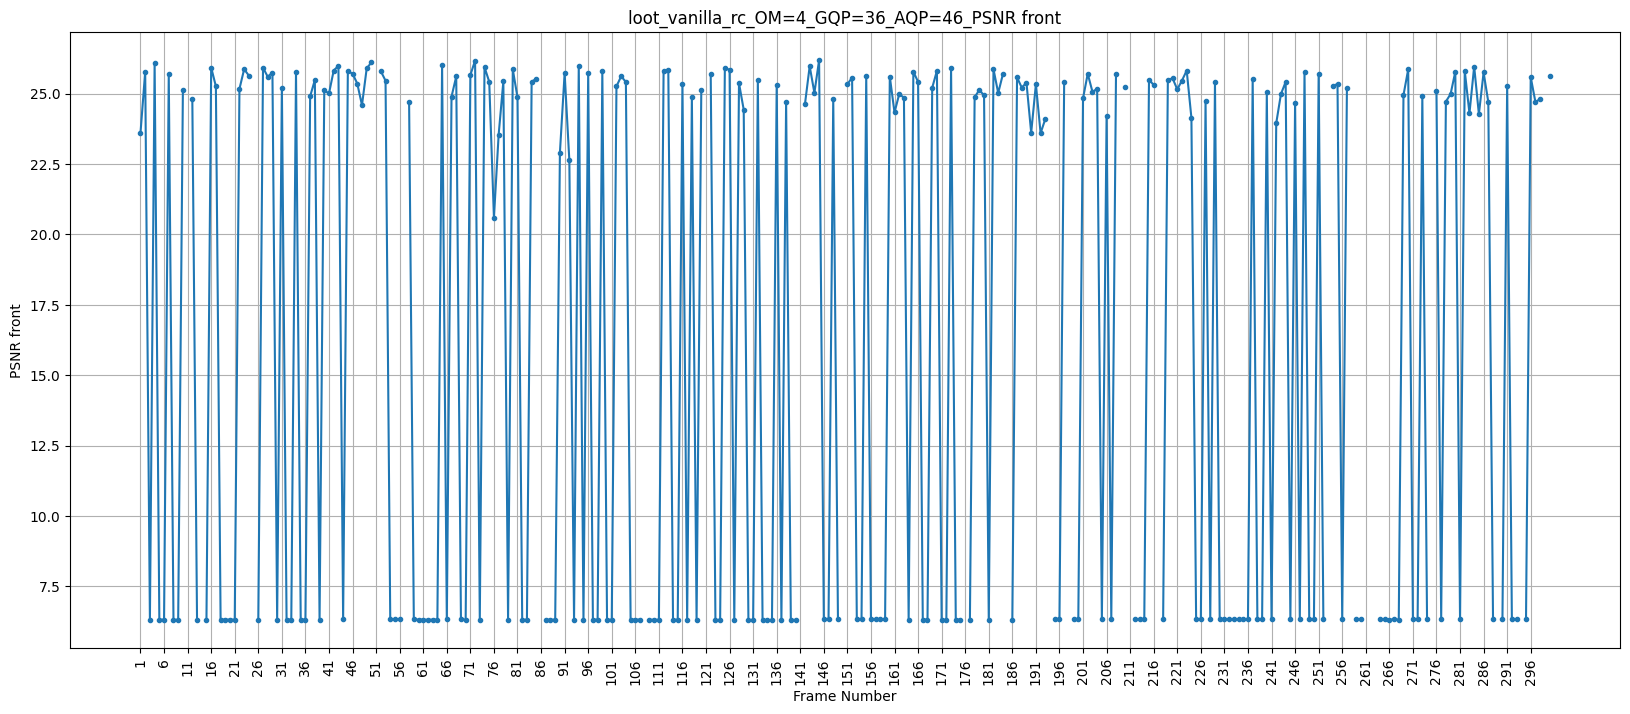 loot_vanilla_rc_OM=4_GQP=36_AQP=46_PSNR front
PSNR front
25.0
22.5
20.0
17.5
15.0
12.5
10.0
7.5
1 6 11 16 21 26 31 36 41 46 51 56 61 66 71 76 81 86 91 96 101 106 111 116 121 126 131 136 141 146 151 156 161 166 171 176 181 186 191 196 201 206 211 216 221 226 231 236 241 246 251 256 261 266 271 276 281 286 291 296
Frame Number